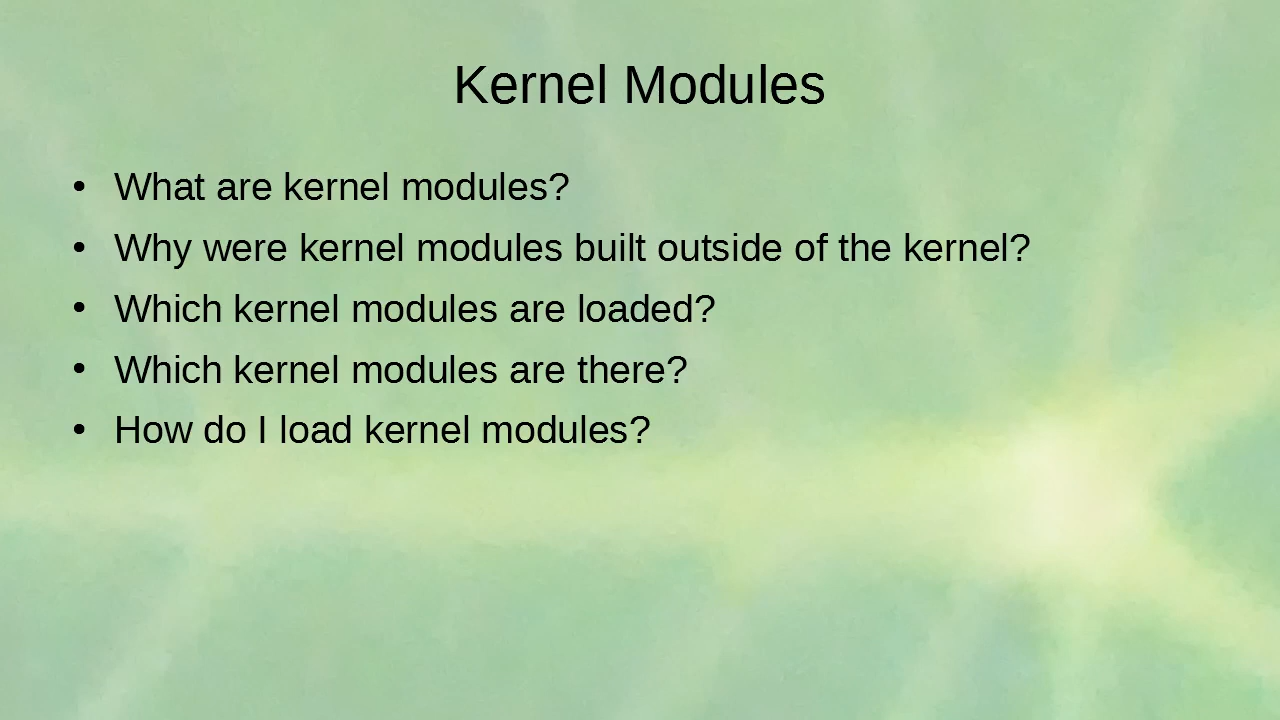 Kernel Modules
• What are kernel modules?
• Why were kernel modules built outside of the kernel?
• Which kernel modules are loaded?
• Which kernel modules are there?
• How do I load kernel modules?